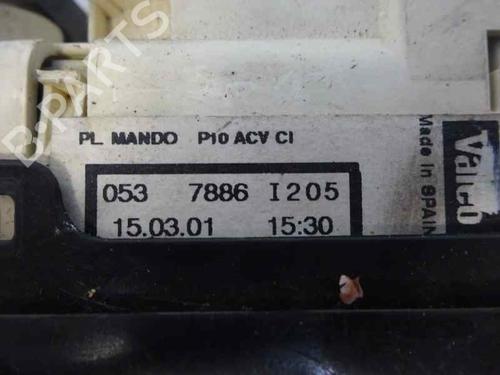 PL. MANDO P10 ACV CI
053 7886 I205
15.03.01 15:30
Valeo
Made in SPAIN
B-PARTS